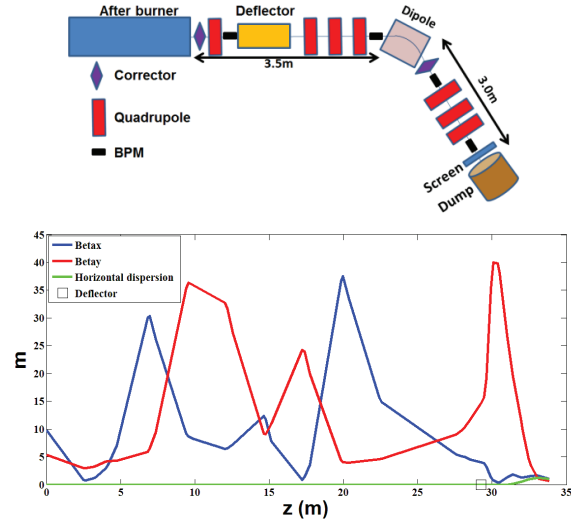 After burner
Deflector
Dipole
3.5m
Corrector
Quadrupole
BPM
3.0m
Screen
Dump
45
40
35
30
25
20
15
10
5
0
m
Betax
Betay
Horizontal dispersion
Deflector
0 5 10 15 20 25 30 35
z (m)